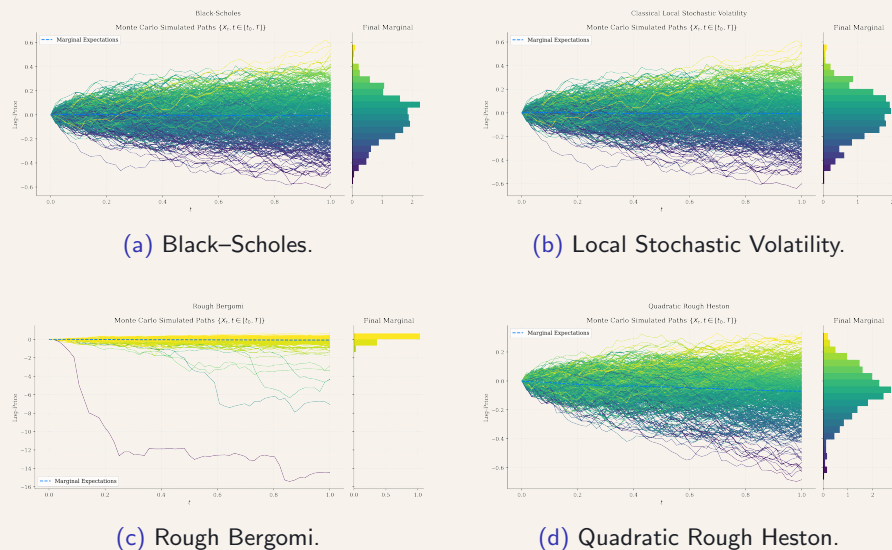 Black-Scholes
Monte Carlo Simulated Paths {Xₜ, t ∈ [t₀, T]}
Final Marginal
Marginal Expectations
Log-Price
0.6
0.4
0.2
0.0
−0.2
−0.4
−0.6
0.0 0.2 0.4 0.6 0.8 1.0
t
0 1 2
(a) Black–Scholes.
Classical Local Stochastic Volatility
Monte Carlo Simulated Paths {Xₜ, t ∈ [t₀, T]}
Final Marginal
Marginal Expectations
Log-Price
0.6
0.4
0.2
0.0
−0.2
−0.4
−0.6
0.0 0.2 0.4 0.6 0.8 1.0
t
0 1 2
(b) Local Stochastic Volatility.
Rough Bergomi
Monte Carlo Simulated Paths {Xₜ, t ∈ [t₀, T]}
Final Marginal
Log-Price
0
−2
−4
−6
−8
−10
−12
−14
−16
Marginal Expectations
0.0 0.2 0.4 0.6 0.8 1.0
t
0.0 0.5 1.0
(c) Rough Bergomi.
Quadratic Rough Heston
Monte Carlo Simulated Paths {Xₜ, t ∈ [t₀, T]}
Final Marginal
Marginal Expectations
Log-Price
0.2
0.0
−0.2
−0.4
−0.6
0.0 0.2 0.4 0.6 0.8 1.0
t
0 1 2
(d) Quadratic Rough Heston.